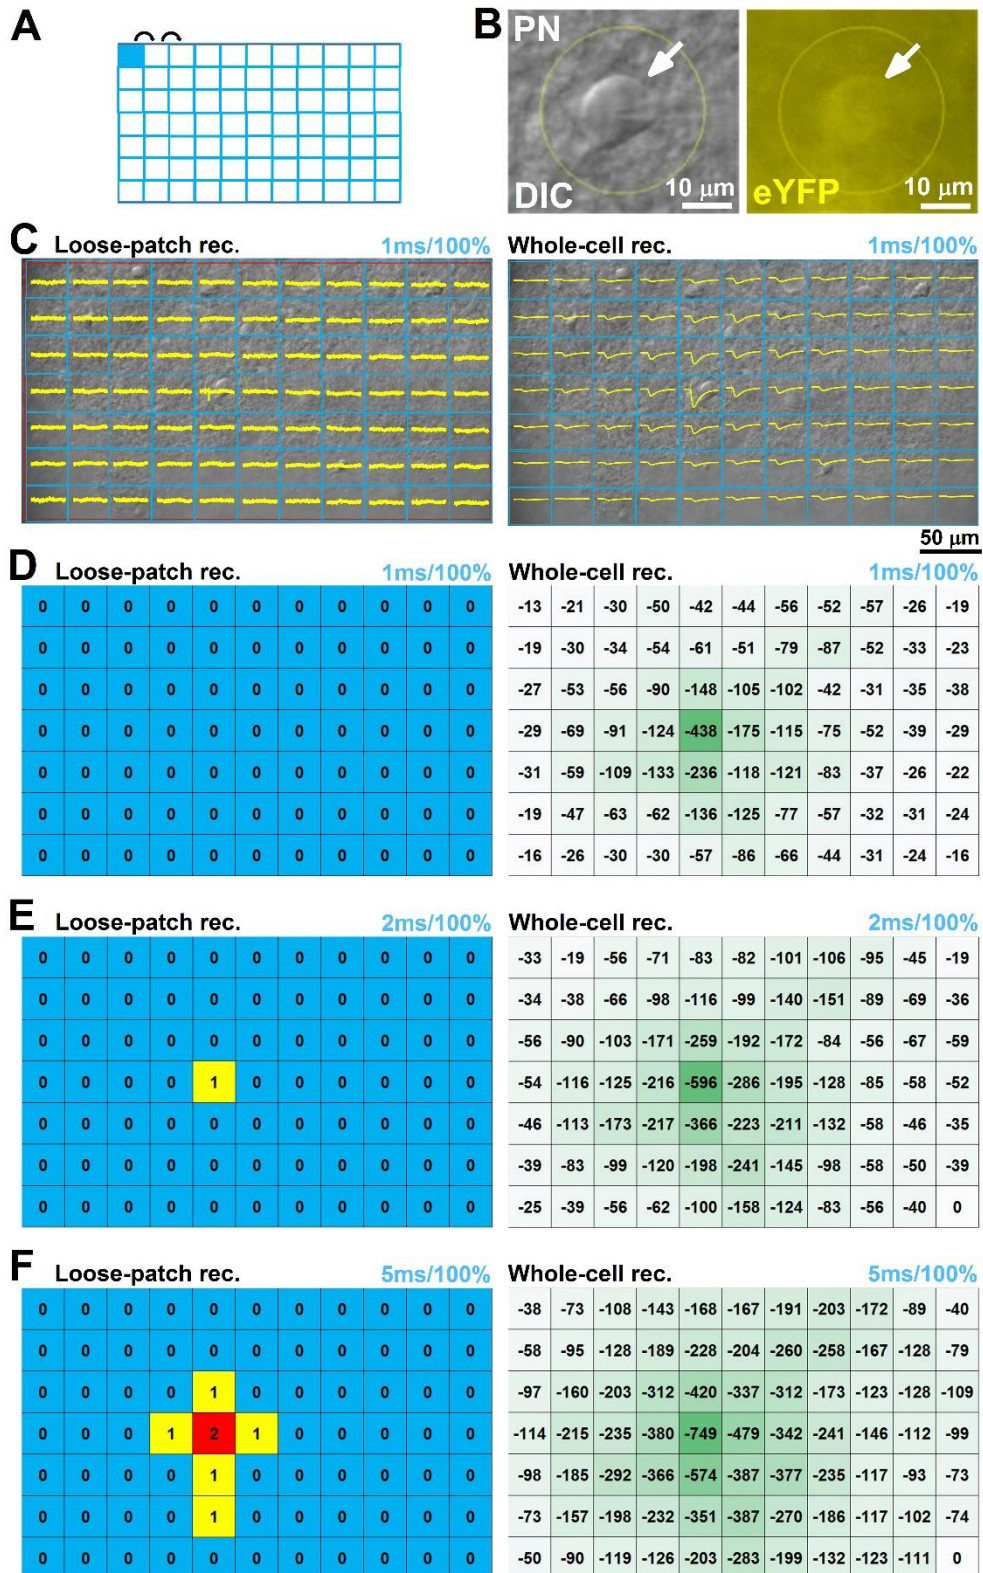 A
B PN
DIC 10 μm
eYFP 10 μm
C Loose-patch rec. 1ms/100%
Whole-cell rec. 1ms/100%
50 μm
D Loose-patch rec. 1ms/100%
0 0 0 0 0 0 0 0 0 0 0
0 0 0 0 0 0 0 0 0 0 0
0 0 0 0 0 0 0 0 0 0 0
0 0 0 0 0 0 0 0 0 0 0
0 0 0 0 0 0 0 0 0 0 0
0 0 0 0 0 0 0 0 0 0 0
0 0 0 0 0 0 0 0 0 0 0
Whole-cell rec. 1ms/100%
-13 -21 -30 -50 -42 -44 -56 -52 -57 -26 -19
-19 -30 -34 -54 -61 -51 -79 -87 -52 -33 -23
-27 -53 -56 -90 -148 -105 -102 -42 -31 -35 -38
-29 -69 -91 -124 -438 -175 -115 -75 -52 -39 -29
-31 -59 -109 -133 -236 -118 -121 -83 -37 -26 -22
-19 -47 -63 -62 -136 -125 -77 -57 -32 -31 -24
-16 -26 -30 -30 -57 -86 -66 -44 -31 -24 -16
E Loose-patch rec. 2ms/100%
0 0 0 0 0 0 0 0 0 0 0
0 0 0 0 0 0 0 0 0 0 0
0 0 0 0 0 0 0 0 0 0 0
0 0 0 0 1 0 0 0 0 0 0
0 0 0 0 0 0 0 0 0 0 0
0 0 0 0 0 0 0 0 0 0 0
0 0 0 0 0 0 0 0 0 0 0
Whole-cell rec. 2ms/100%
-33 -19 -56 -71 -83 -82 -101 -106 -95 -45 -19
-34 -38 -66 -98 -116 -99 -140 -151 -89 -69 -36
-56 -90 -103 -171 -259 -192 -172 -84 -56 -67 -59
-54 -116 -125 -216 -596 -286 -195 -128 -85 -58 -52
-46 -113 -173 -217 -366 -223 -211 -132 -58 -46 -35
-39 -83 -99 -120 -198 -241 -145 -98 -58 -50 -39
-25 -39 -56 -62 -100 -158 -124 -83 -56 -40 0
F Loose-patch rec. 5ms/100%
0 0 0 0 0 0 0 0 0 0 0
0 0 0 0 0 0 0 0 0 0 0
0 0 0 0 1 0 0 0 0 0 0
0 0 0 1 2 1 0 0 0 0 0
0 0 0 0 1 0 0 0 0 0 0
0 0 0 0 1 0 0 0 0 0 0
0 0 0 0 0 0 0 0 0 0 0
Whole-cell rec. 5ms/100%
-38 -73 -108 -143 -168 -167 -191 -203 -172 -89 -40
-58 -95 -128 -189 -228 -204 -260 -258 -167 -128 -79
-97 -160 -203 -312 -420 -337 -312 -173 -123 -128 -109
-114 -215 -235 -380 -749 -479 -342 -241 -146 -112 -99
-98 -185 -292 -366 -574 -387 -377 -235 -117 -93 -73
-73 -157 -198 -232 -351 -387 -270 -186 -117 -102 -74
-50 -90 -119 -126 -203 -283 -199 -132 -123 -111 0